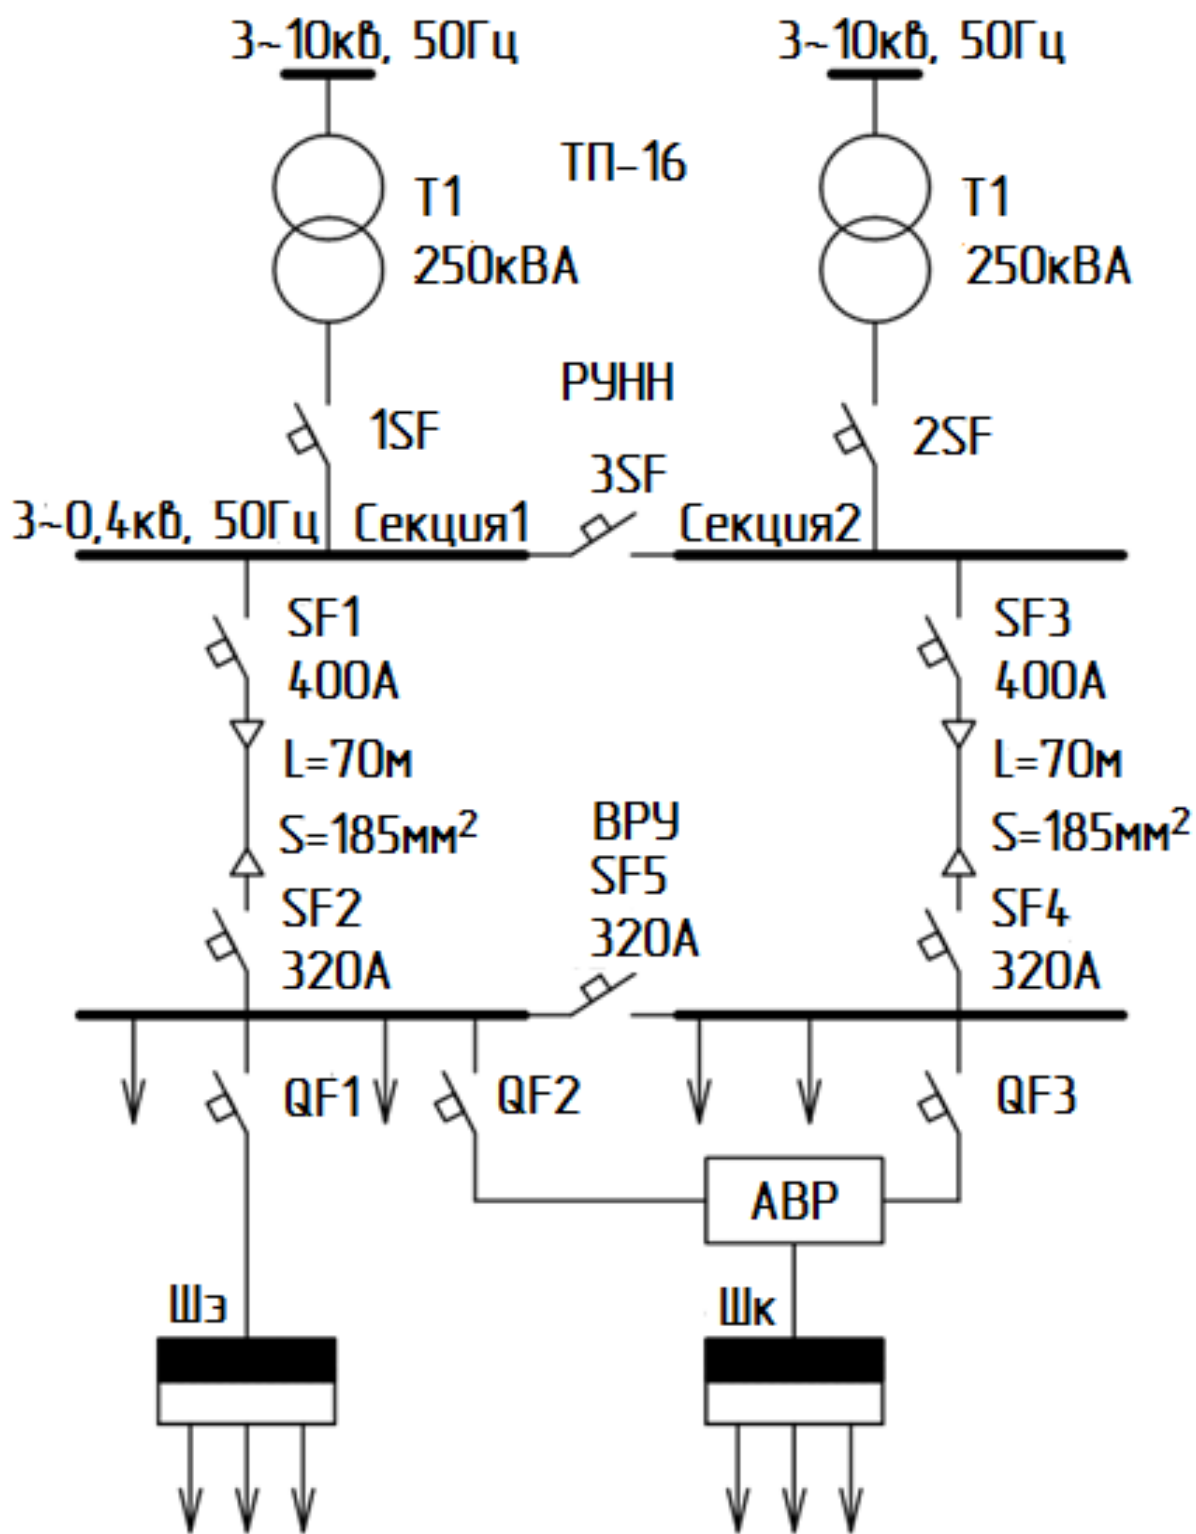 3~10кв, 50Гц
3~10кв, 50Гц
ТП-16
Т1
250кВА
Т1
250кВА
РУНН
1SF
2SF
3SF
3~0,4кв, 50Гц
Секция1
Секция2
SF1
400А
SF3
400А
L=70м
S=185мм²
L=70м
S=185мм²
ВРУ
SF5
320А
SF2
320А
SF4
320А
QF1
QF2
QF3
АВР
Шэ
Шк